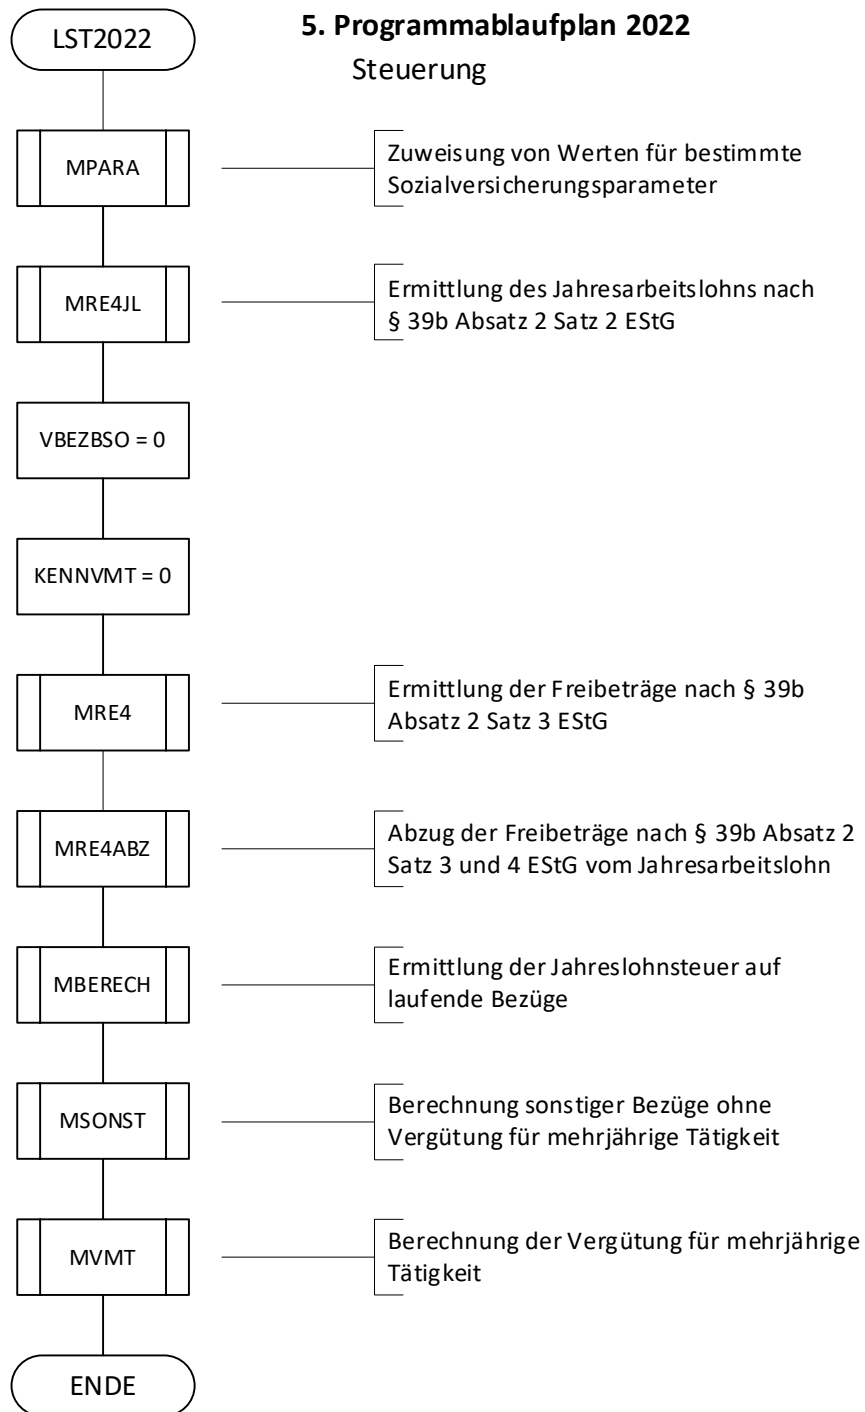 LST2022
5. Programmablaufplan 2022
Steuerung
MPARA
Zuweisung von Werten für bestimmte
Sozialversicherungsparameter
MRE4JL
Ermittlung des Jahresarbeitslohns nach
§ 39b Absatz 2 Satz 2 EStG
VBEZBSO = 0
KENNVMT = 0
MRE4
Ermittlung der Freibeträge nach § 39b
Absatz 2 Satz 3 EStG
MRE4ABZ
Abzug der Freibeträge nach § 39b Absatz 2
Satz 3 und 4 EStG vom Jahresarbeitslohn
MBERECH
Ermittlung der Jahreslohnsteuer auf
laufende Bezüge
MSONST
Berechnung sonstiger Bezüge ohne
Vergütung für mehrjährige Tätigkeit
MVMT
Berechnung der Vergütung für mehrjährige
Tätigkeit
ENDE